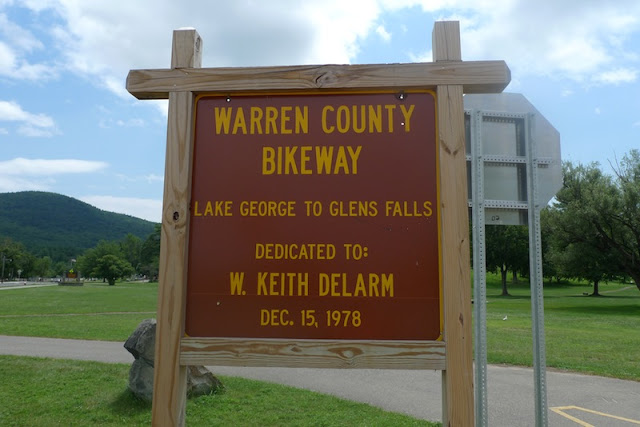 WARREN COUNTY
BIKEWAY
LAKE GEORGE TO GLENS FALLS
DEDICATED TO:
W. KEITH DELARM
DEC. 15, 1978